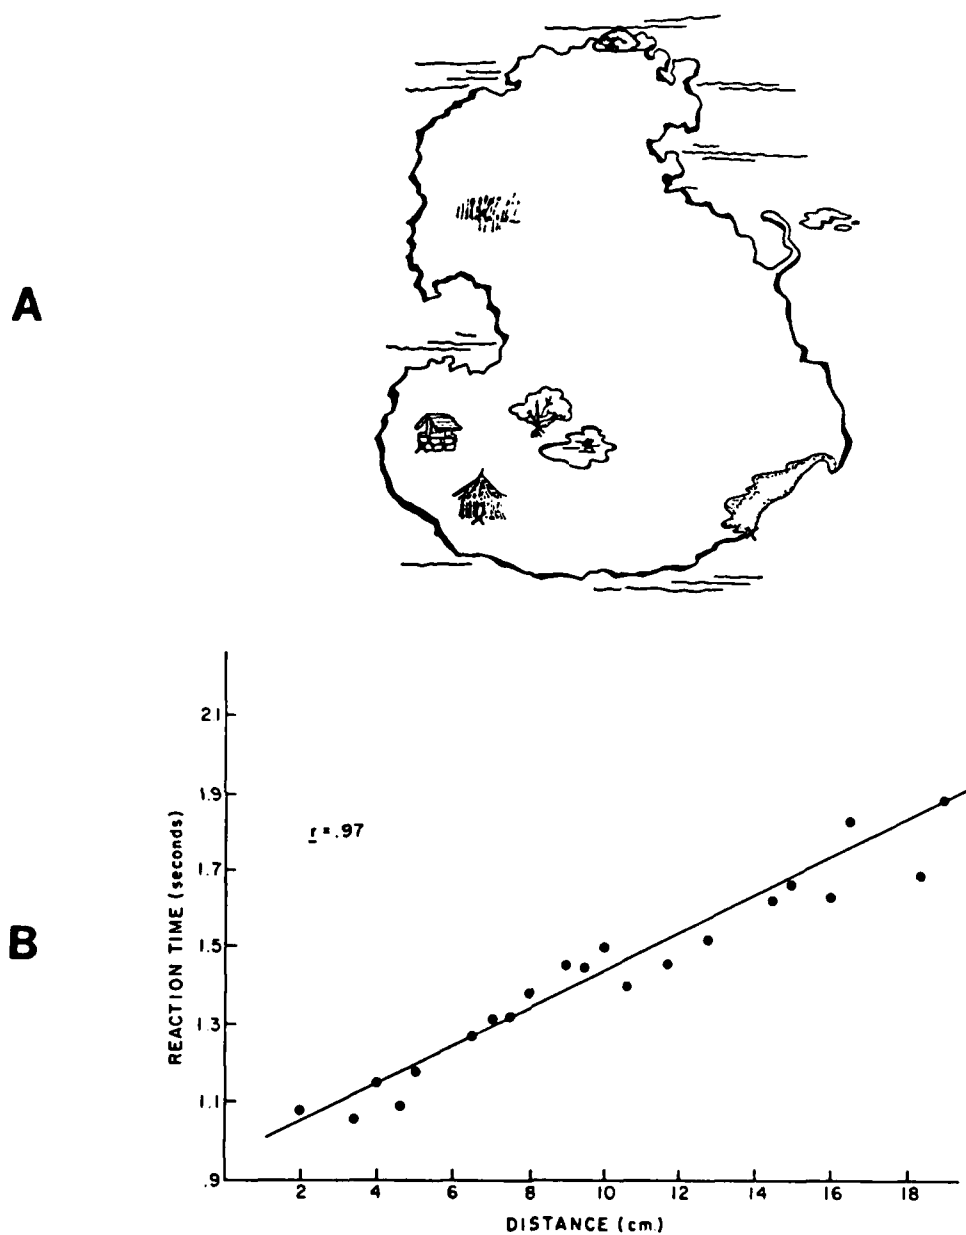 A
21
1.9
1.7
1.5
1.3
1.1
.9
REACTION TIME (seconds)
r = .97
B
2 4 6 8 10 12 14 16 18
DISTANCE (cm.)